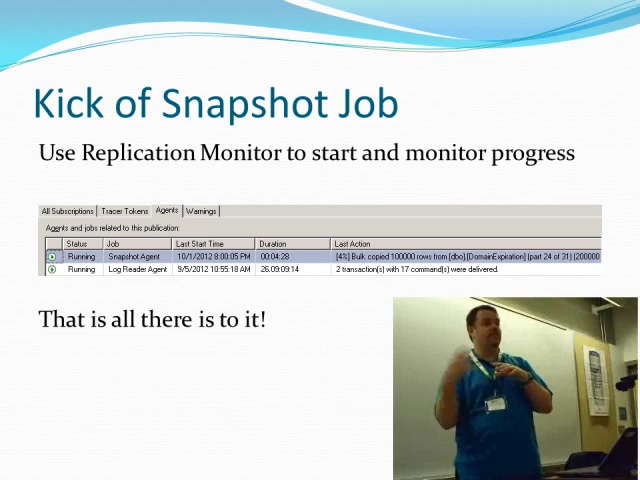 Kick of Snapshot Job
Use Replication Monitor to start and monitor progress
All Subscriptions Tracer Tokens Agents Warnings
Agents and jobs related to this publication:
Status Job Last Start Time Duration Last Action
Running Snapshot Agent 10/1/2012 8:00:05 PM 00:04:28 [4%] Bulk copied 100000 rows from [dbo].[DomainExpiration] (part 24 of 31) (200000
Running Log Reader Agent 9/5/2012 10:55:18 AM 26.09:09:14 2 transaction(s) with 17 command(s) were delivered.
That is all there is to it!